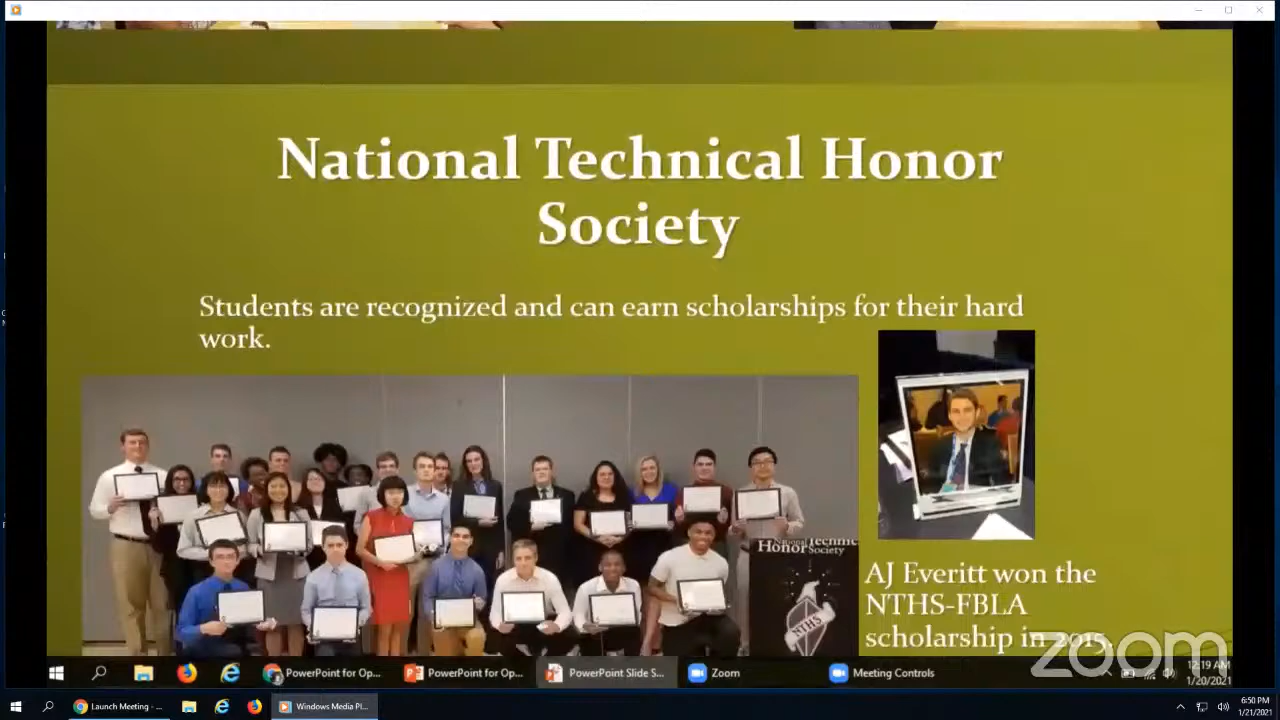 National Technical Honor
Society
Students are recognized and can earn scholarships for their hard
work.
National Technic
Honor Society
NTHS
AJ Everitt won the
NTHS-FBLA
scholarship in 2015.
zoom
PowerPoint for Op...
PowerPoint for Op...
PowerPoint Slide S...
Zoom
Meeting Controls
12:19 AM
1/20/2021
Launch Meeting - ...
Windows Media Pl...
6:50 PM
1/21/2021